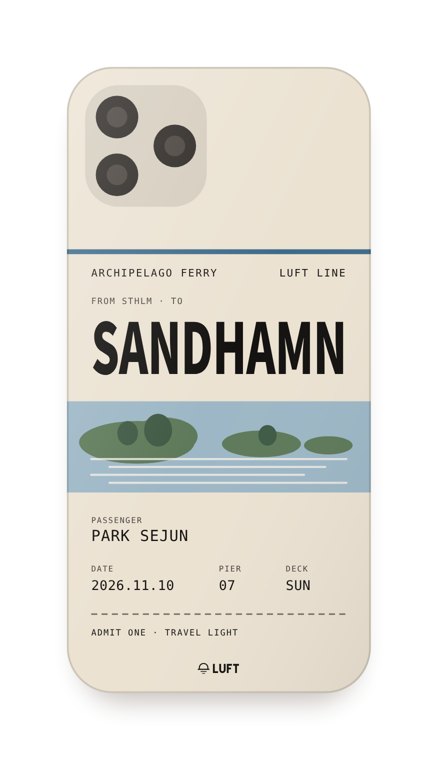 ARCHIPELAGO FERRY LUFT LINE
FROM STHLM · TO
SANDHAMN
PASSENGER
PARK SEJUN
DATE PIER DECK
2026.11.10 07 SUN
ADMIT ONE · TRAVEL LIGHT
LUFT